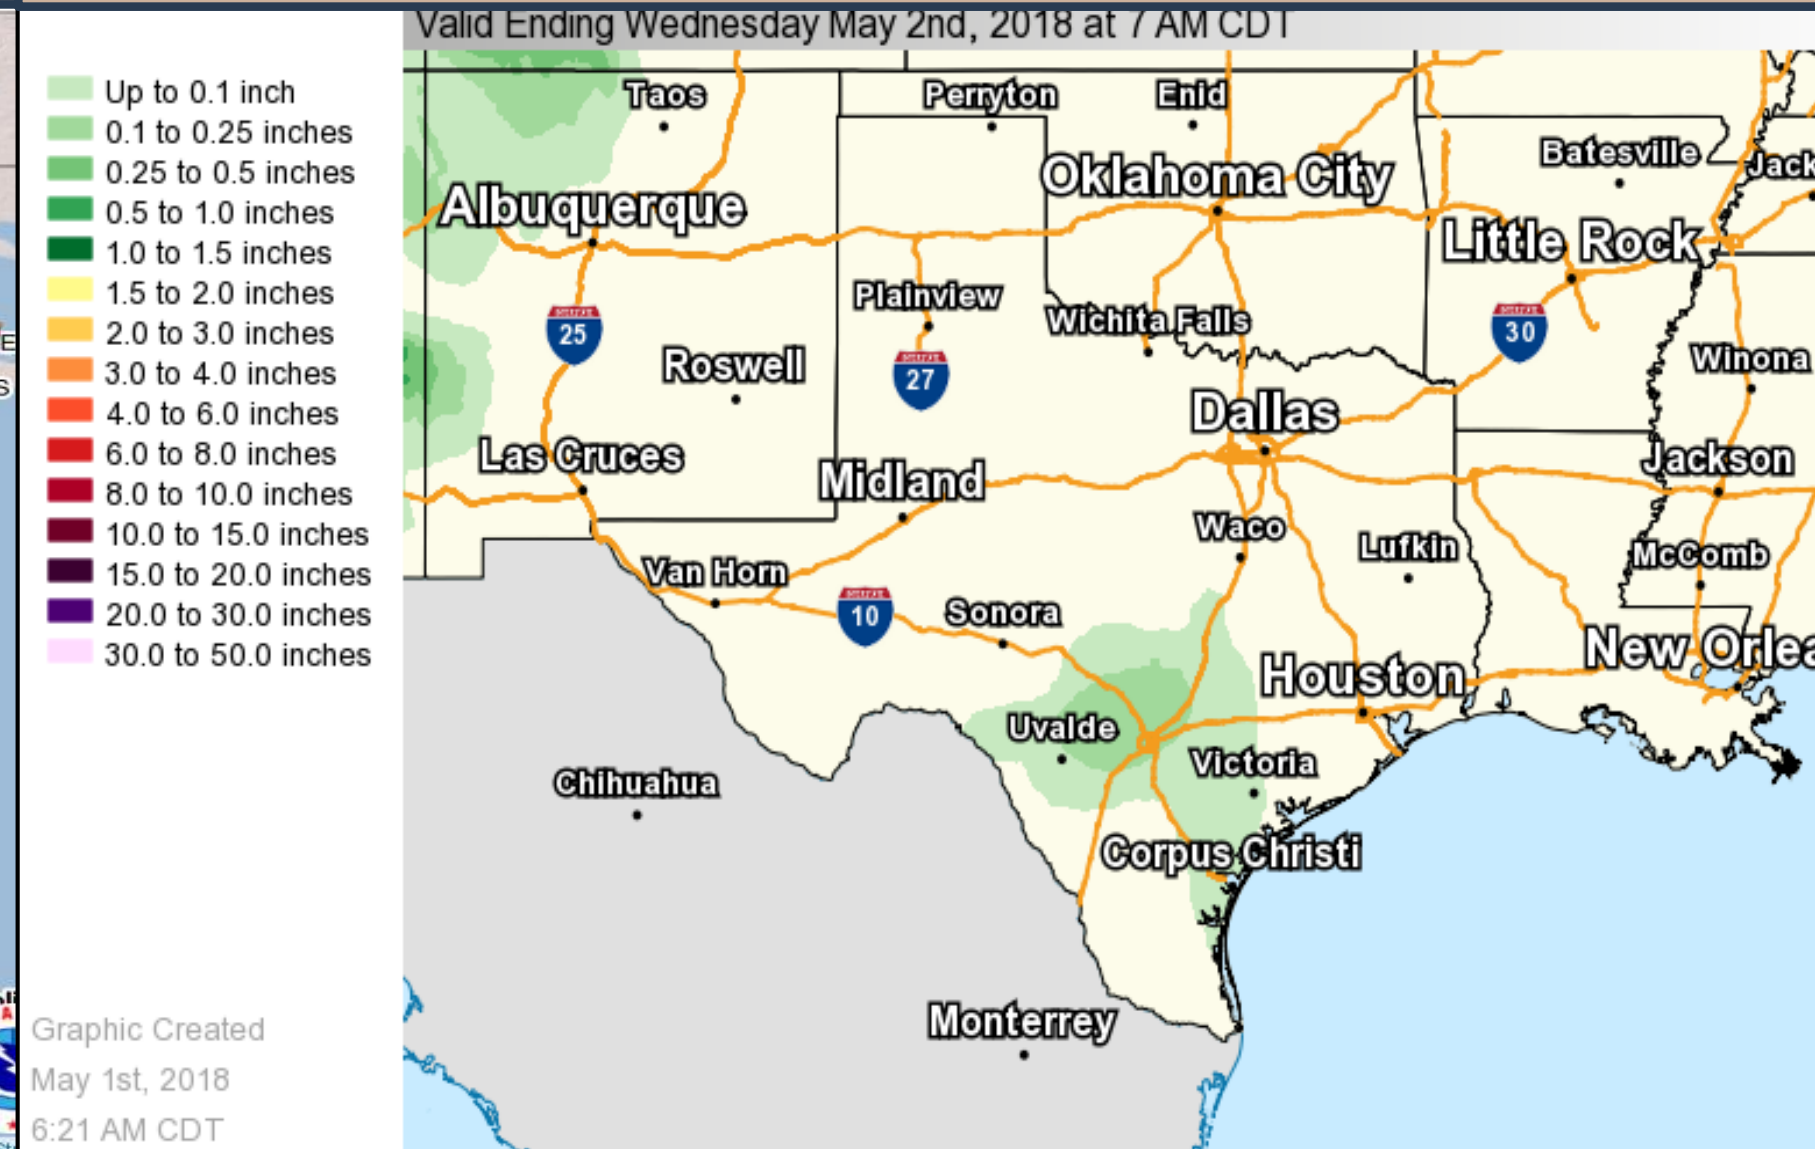 Valid Ending Wednesday May 2nd, 2018 at 7 AM CDT
Up to 0.1 inch
0.1 to 0.25 inches
0.25 to 0.5 inches
0.5 to 1.0 inches
1.0 to 1.5 inches
1.5 to 2.0 inches
2.0 to 3.0 inches
3.0 to 4.0 inches
4.0 to 6.0 inches
6.0 to 8.0 inches
8.0 to 10.0 inches
10.0 to 15.0 inches
15.0 to 20.0 inches
20.0 to 30.0 inches
30.0 to 50.0 inches
Graphic Created
May 1st, 2018
6:21 AM CDT
Taos
Perryton
Enid
Batesville
Jack
Oklahoma City
Albuquerque
Little Rock
Plainview
Wichita Falls
25
30
Roswell
27
Winona
Dallas
Las Cruces
Midland
Jackson
Waco
Lufkin
McComb
Van Horn
10
Sonora
New Orlea
Houston
Uvalde
Victoria
Chihuahua
Corpus Christi
Monterrey